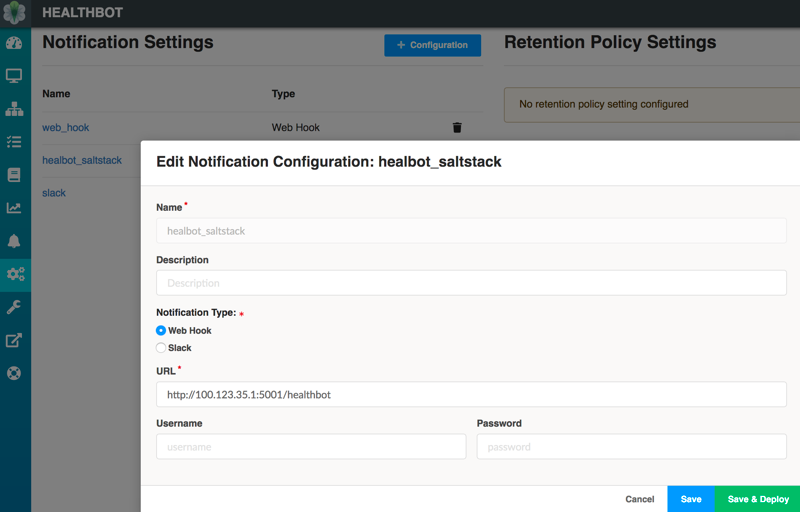 HEALTHBOT
Notification Settings
+ Configuration
Retention Policy Settings
Name Type
No retention policy setting configured
web_hook Web Hook
healbot_saltstack
slack
Edit Notification Configuration: healbot_saltstack
Name *
healbot_saltstack
Description
Description
Notification Type: *
Web Hook
Slack
URL *
http://100.123.35.1:5001/healthbot
Username Password
username password
Cancel Save Save & Deploy